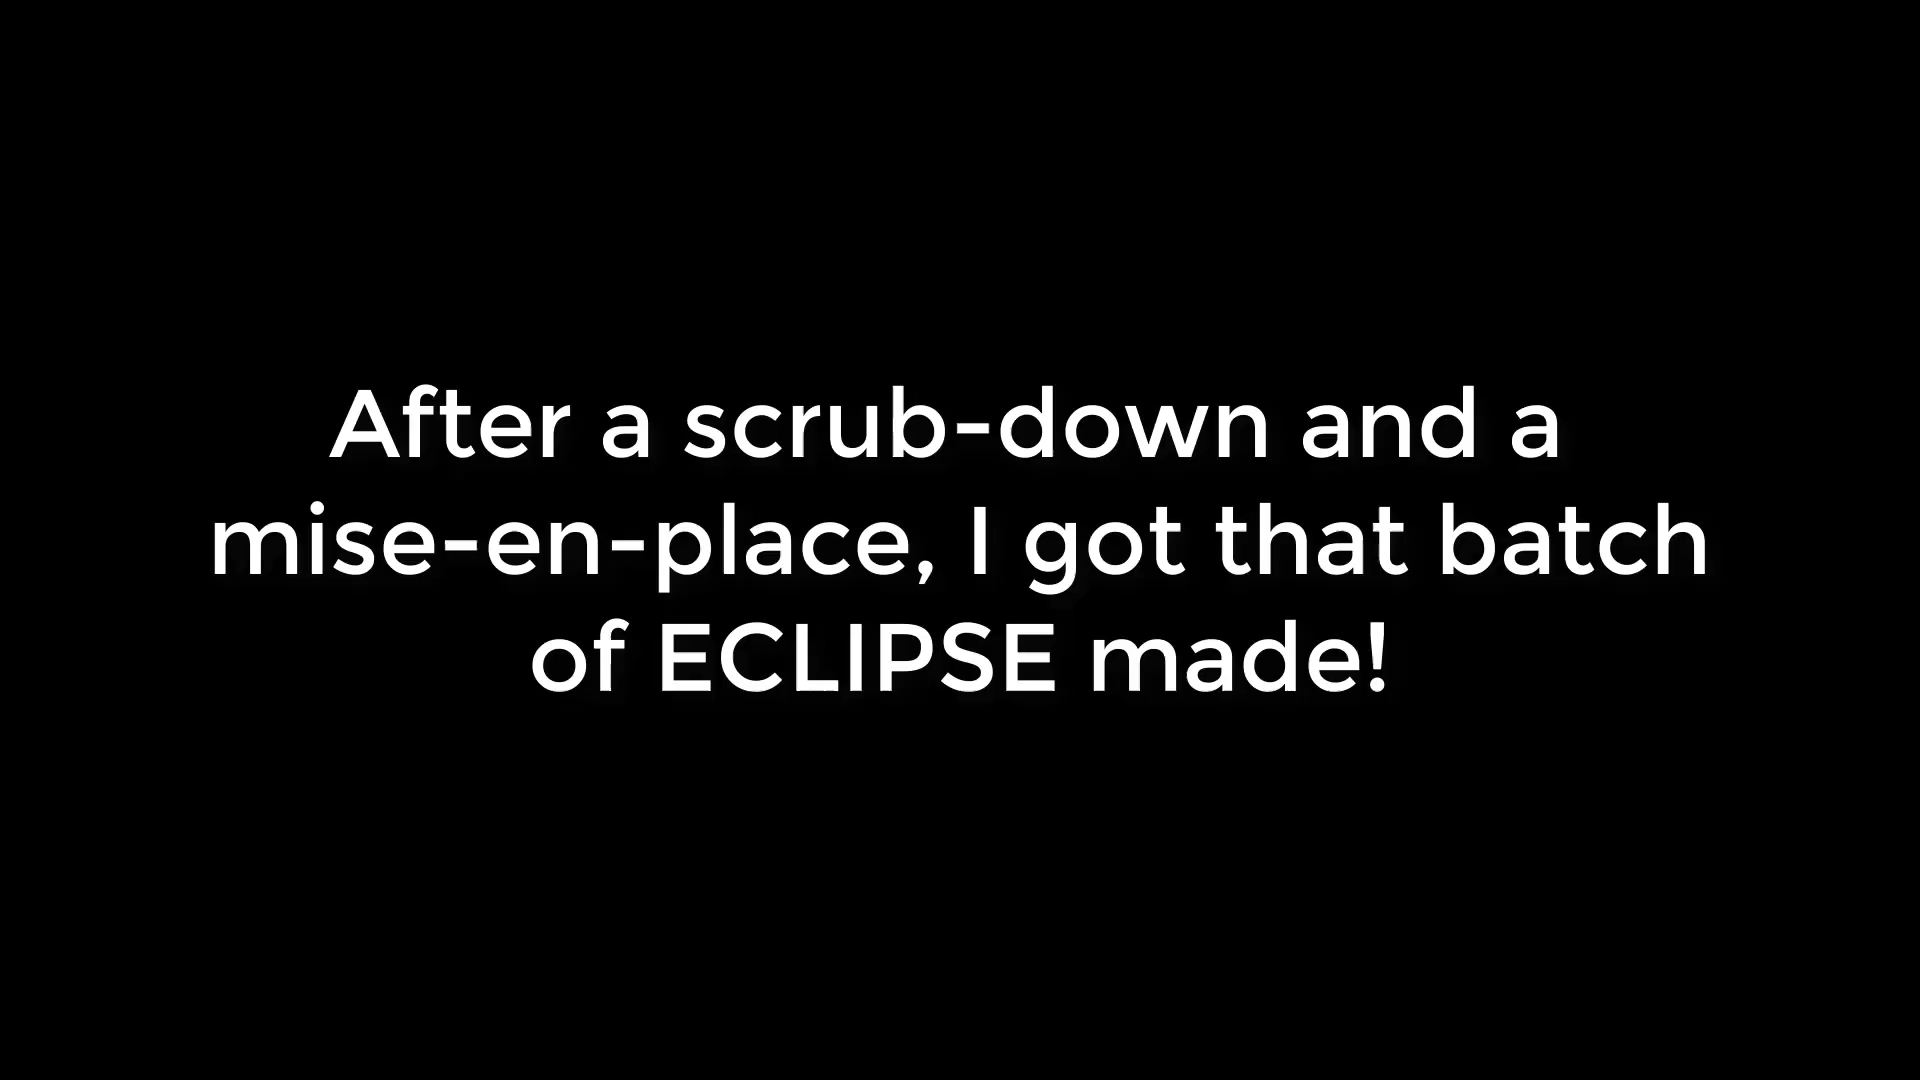 After a scrub-down and a
mise-en-place, I got that batch
of ECLIPSE made!